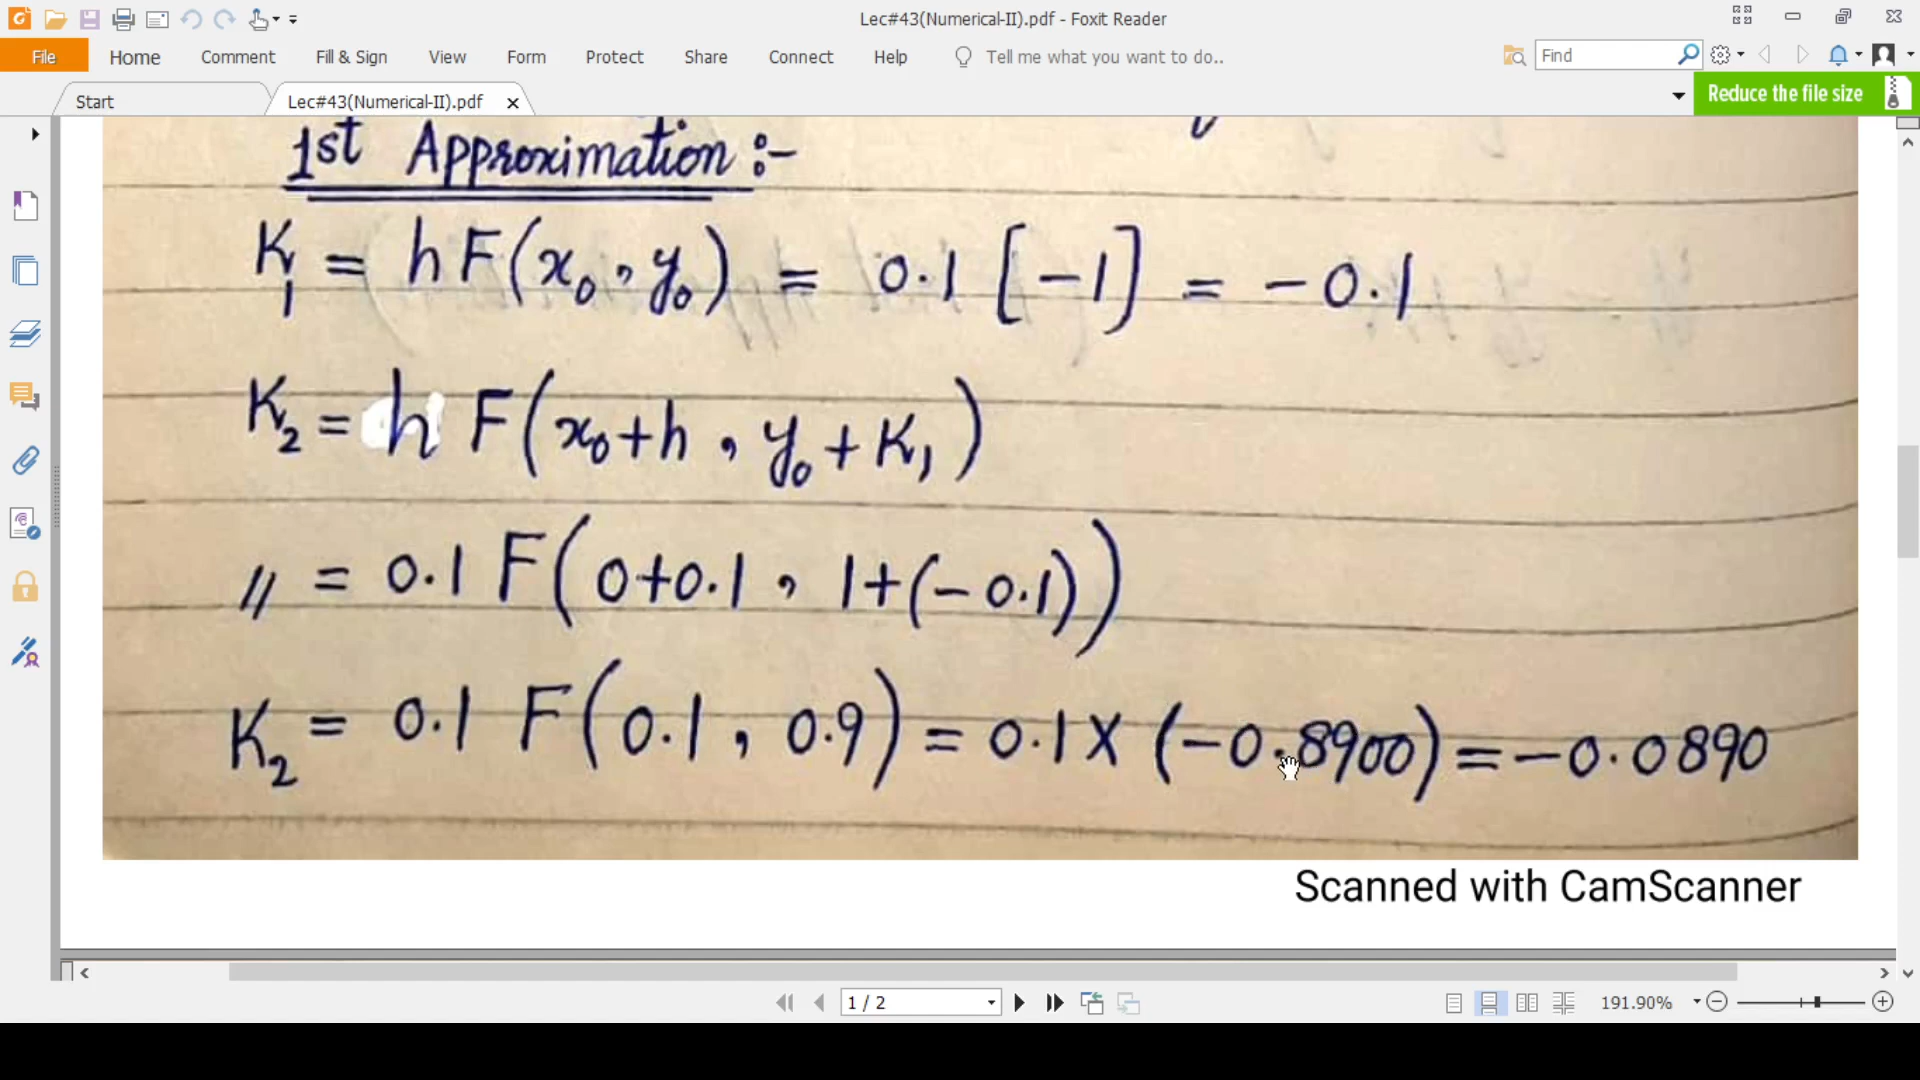 Lec#43(Numerical-II).pdf - Foxit Reader
File Home Comment Fill & Sign View Form Protect Share Connect Help Tell me what you want to do.. Find
Start Lec#43(Numerical-II).pdf Reduce the file size
1st Approximation :-
K₁ = h F(x₀, y₀) = 0.1 [-1] = -0.1
K₂ = h F(x₀+h, y₀+K₁)
// = 0.1 F(0+0.1, 1+(-0.1))
K₂ = 0.1 F(0.1, 0.9) = 0.1 X (-0.8900) = -0.0890
Scanned with CamScanner
1 / 2 191.90%